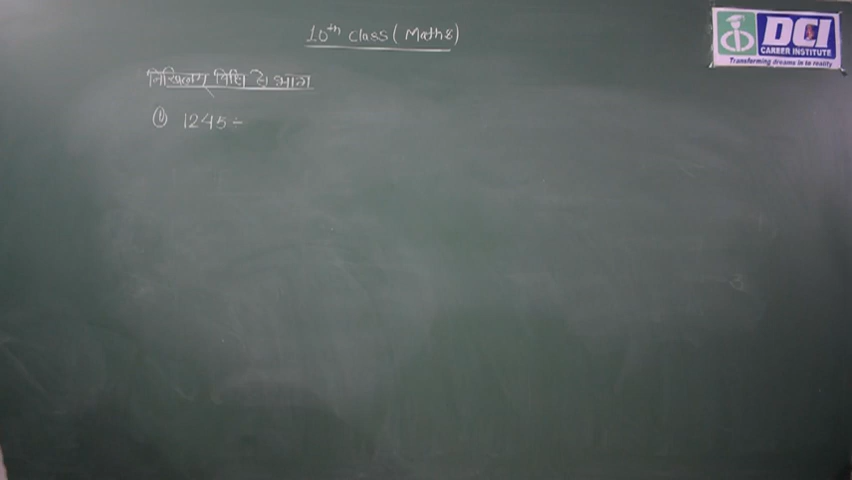 10th class (Maths)
DCI
CAREER INSTITUTE
Transforming dreams in to reality
निखिलम् विधि से भाग
① 1245÷